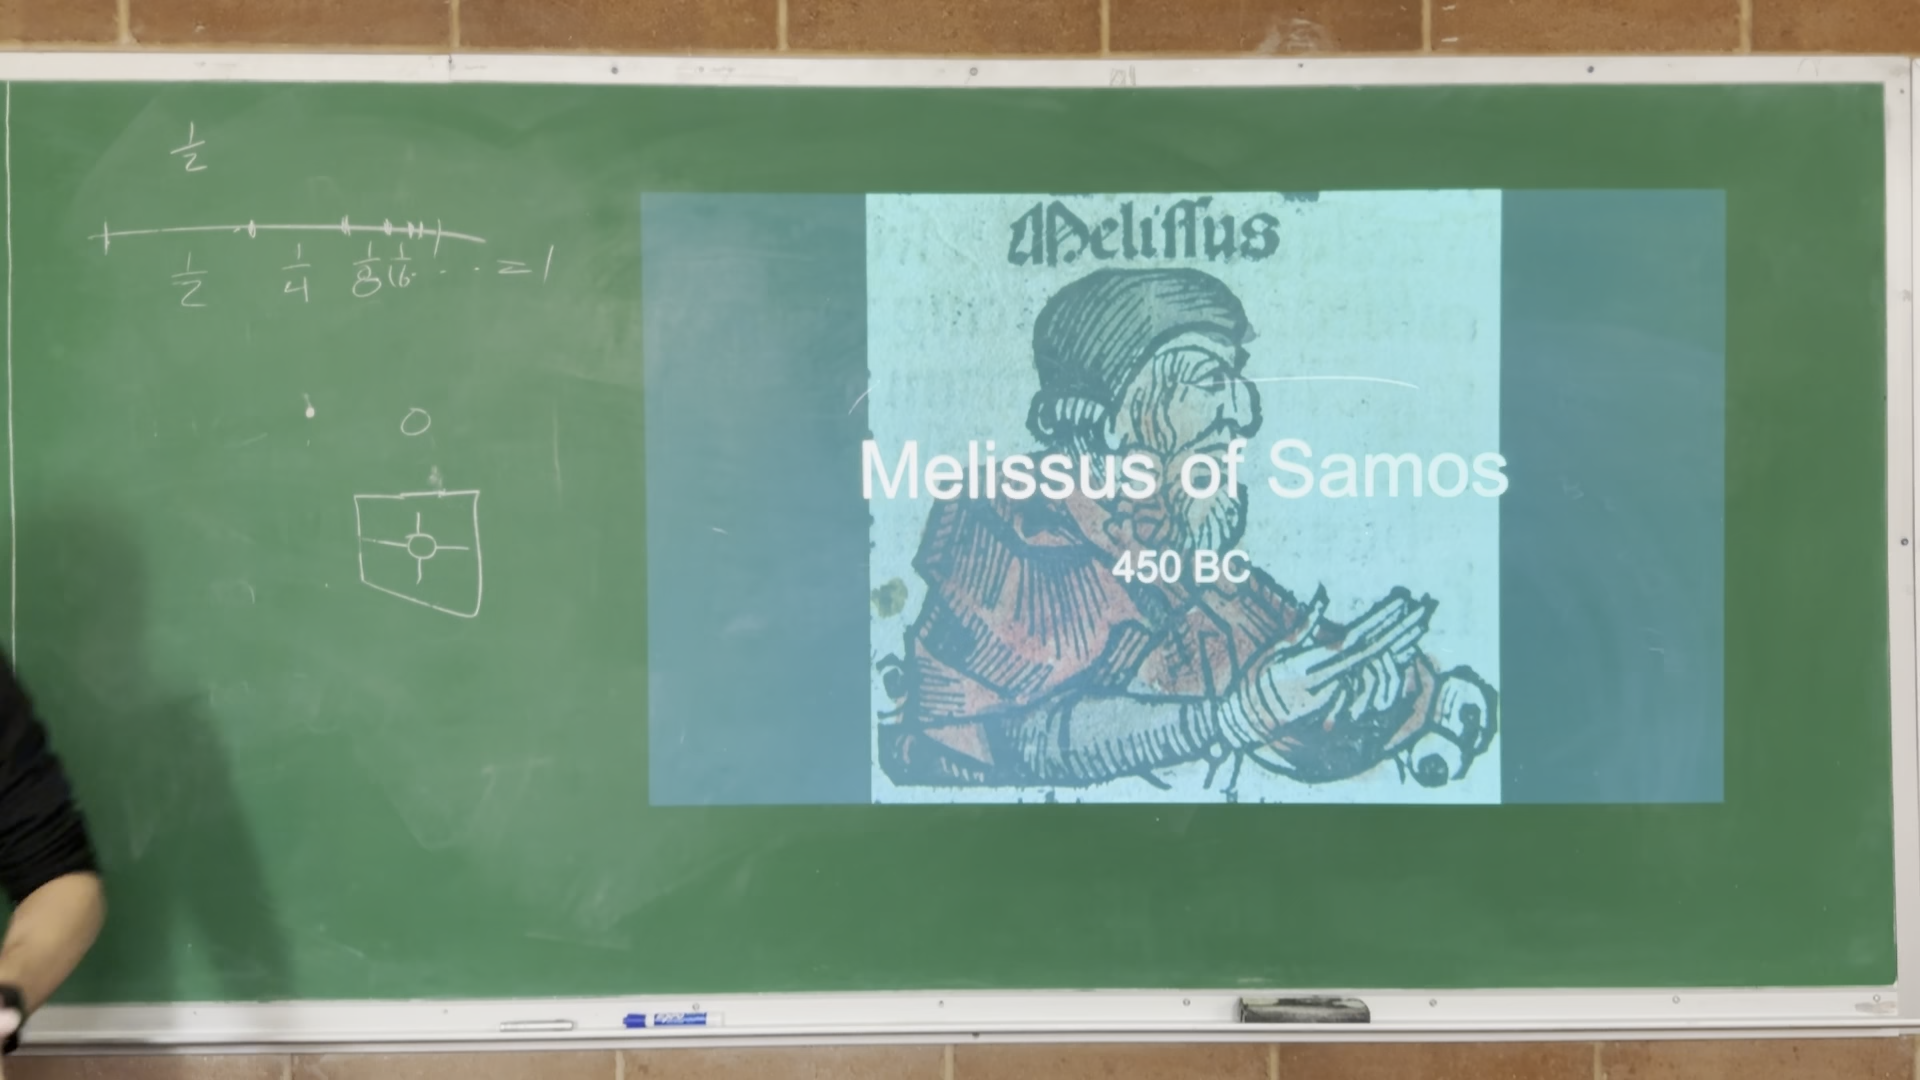 1/2
1/2 1/4 1/8 1/16 . . . = 1
0
Meliſſus
Melissus of Samos
450 BC